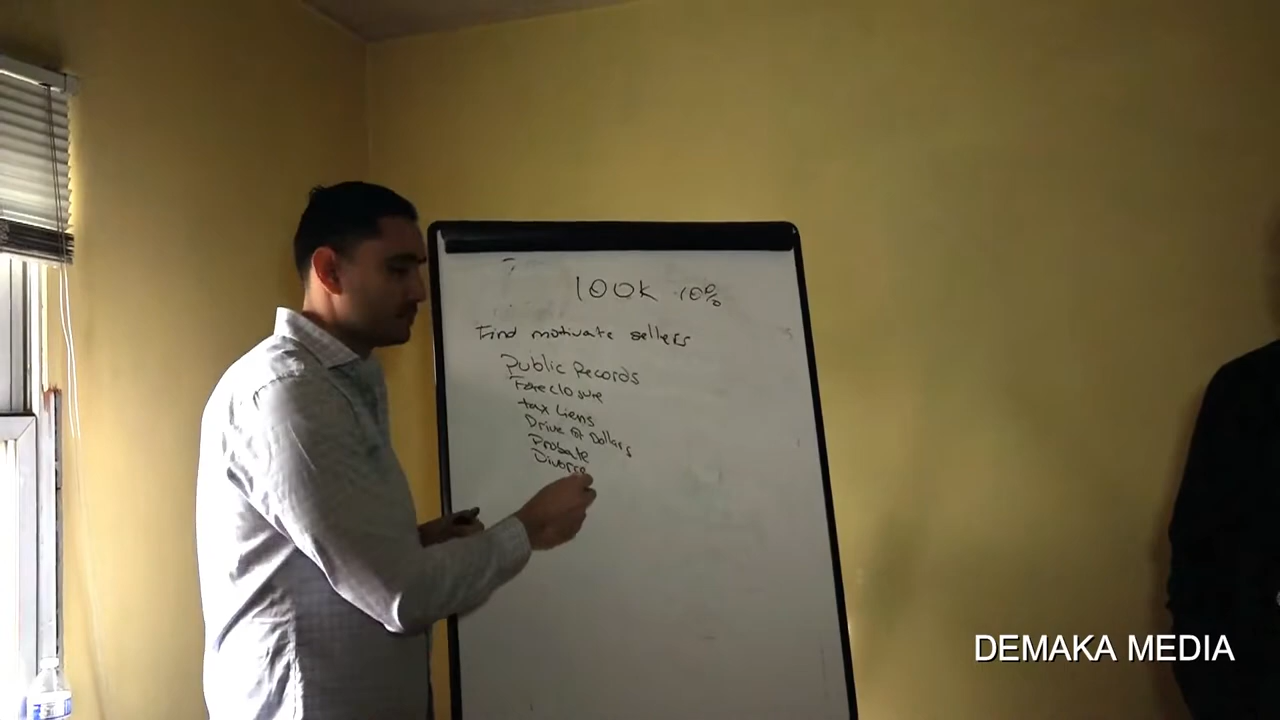 100k 10%
Find motivate sellers
Public Records
Foreclosure
tax Liens
Drive for Dollars
Probate
Divorce
DEMAKA MEDIA